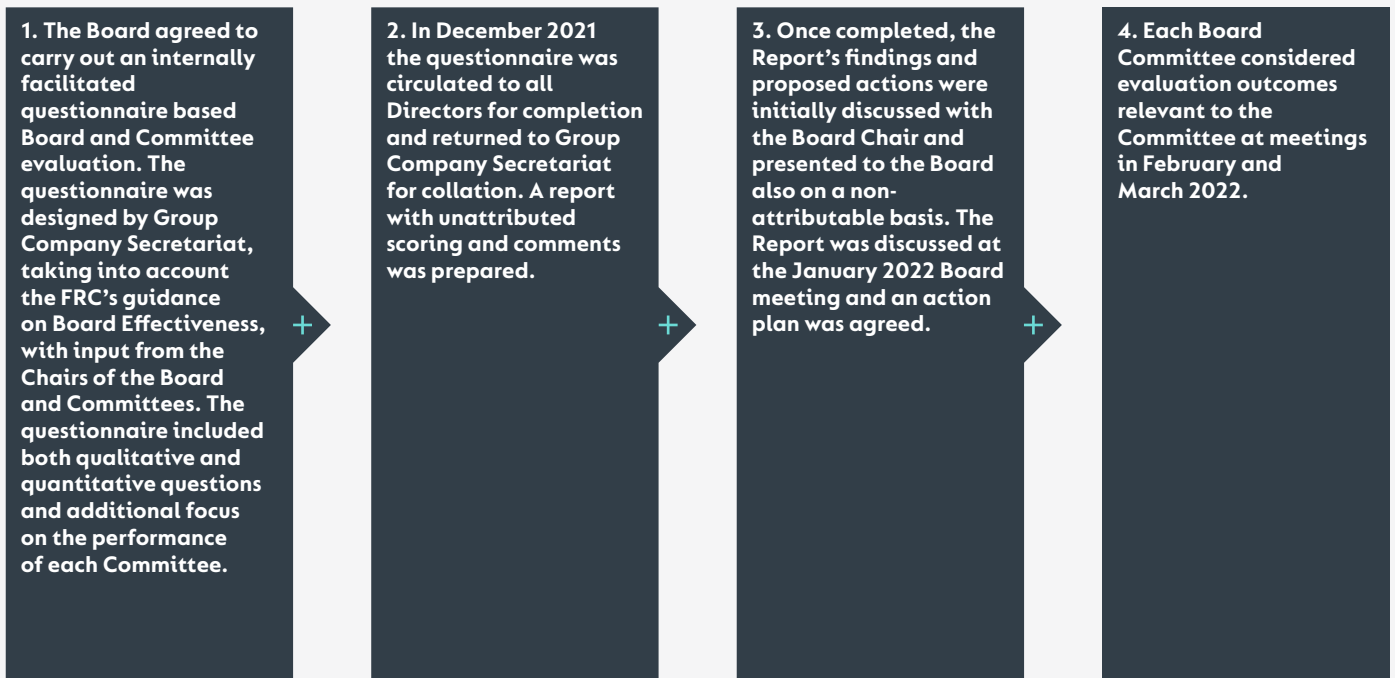 1. The Board agreed to
carry out an internally
facilitated
questionnaire based
Board and Committee
evaluation. The
questionnaire was
designed by Group
Company Secretariat,
taking into account
the FRC’s guidance
on Board Effectiveness,
with input from the
Chairs of the Board
and Committees. The
questionnaire included
both qualitative and
quantitative questions
and additional focus
on the performance
of each Committee.
+
2. In December 2021
the questionnaire was
circulated to all
Directors for completion
and returned to Group
Company Secretariat
for collation. A report
with unattributed
scoring and comments
was prepared.
+
3. Once completed, the
Report’s findings and
proposed actions were
initially discussed with
the Board Chair and
presented to the Board
also on a non-
attributable basis. The
Report was discussed at
the January 2022 Board
meeting and an action
plan was agreed.
+
4. Each Board
Committee considered
evaluation outcomes
relevant to the
Committee at meetings
in February and
March 2022.